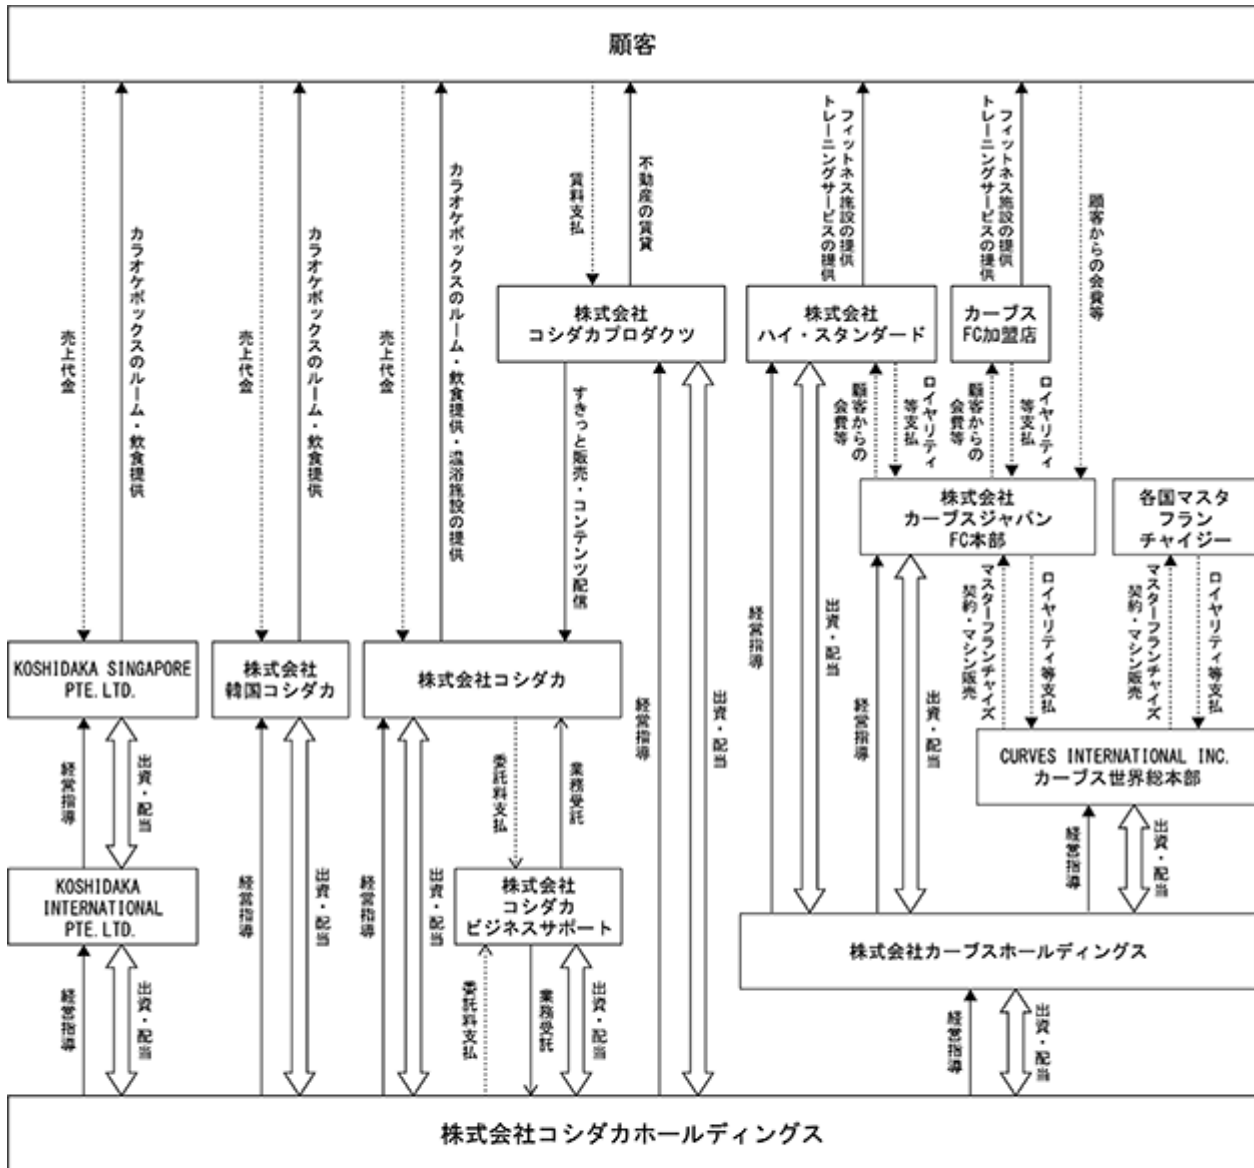 顧客
売上代金
カラオケボックスのルーム・飲食提供
売上代金
カラオケボックスのルーム・飲食提供
売上代金
カラオケボックスのルーム・飲食提供・温浴施設の提供
賃料支払
不動産の賃貸
フィットネス施設の提供
トレーニングサービスの提供
フィットネス施設の提供
トレーニングサービスの提供
顧客からの会費等
株式会社
コシダカプロダクツ
株式会社
ハイ・スタンダード
カーブス
FC加盟店
すきっと販売・コンテンツ配信
顧客からの
会費等
ロイヤリティ
等支払
顧客からの
会費等
ロイヤリティ
等支払
株式会社
カーブスジャパン
FC本部
各国マスタ
フラン
チャイジー
マスターフランチャイズ
契約・マシン販売
ロイヤリティ等支払
マスターフランチャイズ
契約・マシン販売
ロイヤリティ等支払
KOSHIDAKA SINGAPORE
PTE.LTD.
株式会社
韓国コシダカ
株式会社コシダカ
経営指導
出資・配当
経営指導
出資・配当
経営指導
出資・配当
委託料支払
業務受託
経営指導
出資・配当
経営指導
出資・配当
経営指導
出資・配当
CURVES INTERNATIONAL INC.
カーブス世界総本部
経営指導
出資・配当
KOSHIDAKA
INTERNATIONAL
PTE.LTD.
株式会社
コシダカ
ビジネスサポート
株式会社カーブスホールディングス
経営指導
出資・配当
委託料支払
業務受託
出資・配当
経営指導
出資・配当
株式会社コシダカホールディングス